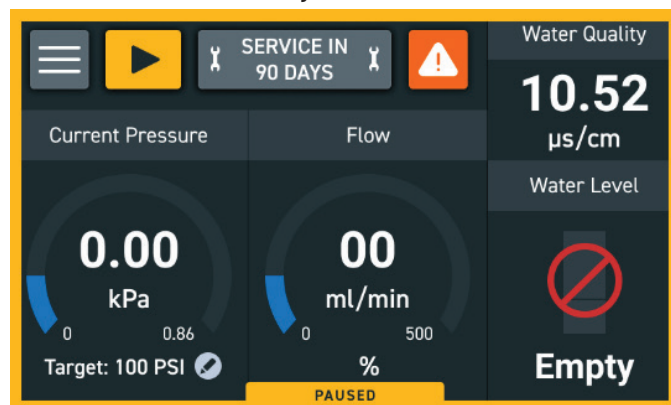 SERVICE IN
90 DAYS
Water Quality
10.52
µs/cm
Current Pressure
Flow
Water Level
0.00
kPa
0
0.86
Target: 100 PSI
00
ml/min
0
500
%
Empty
PAUSED